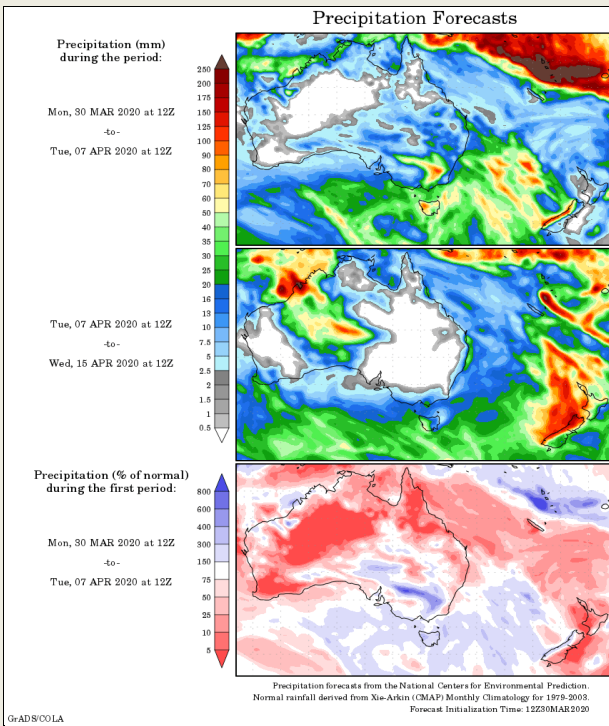 Precipitation Forecasts
Precipitation (mm)
during the period:
Mon, 30 MAR 2020 at 12Z
-to-
Tue, 07 APR 2020 at 12Z
250
200
175
150
125
100
90
80
70
60
50
40
35
30
25
20
16
13
10
7.5
5
2.5
2
1.5
1
0.5
Tue, 07 APR 2020 at 12Z
-to-
Wed, 15 APR 2020 at 12Z
Precipitation (% of normal)
during the first period:
Mon, 30 MAR 2020 at 12Z
-to-
Tue, 07 APR 2020 at 12Z
800
600
400
300
150
75
50
25
10
5
Precipitation forecasts from the National Centers for Environmental Prediction.
Normal rainfall derived from Xie-Arkin (CMAP) Monthly Climatology for 1979-2003.
Forecast Initialization Time: 12Z30MAR2020
GrADS/COLA